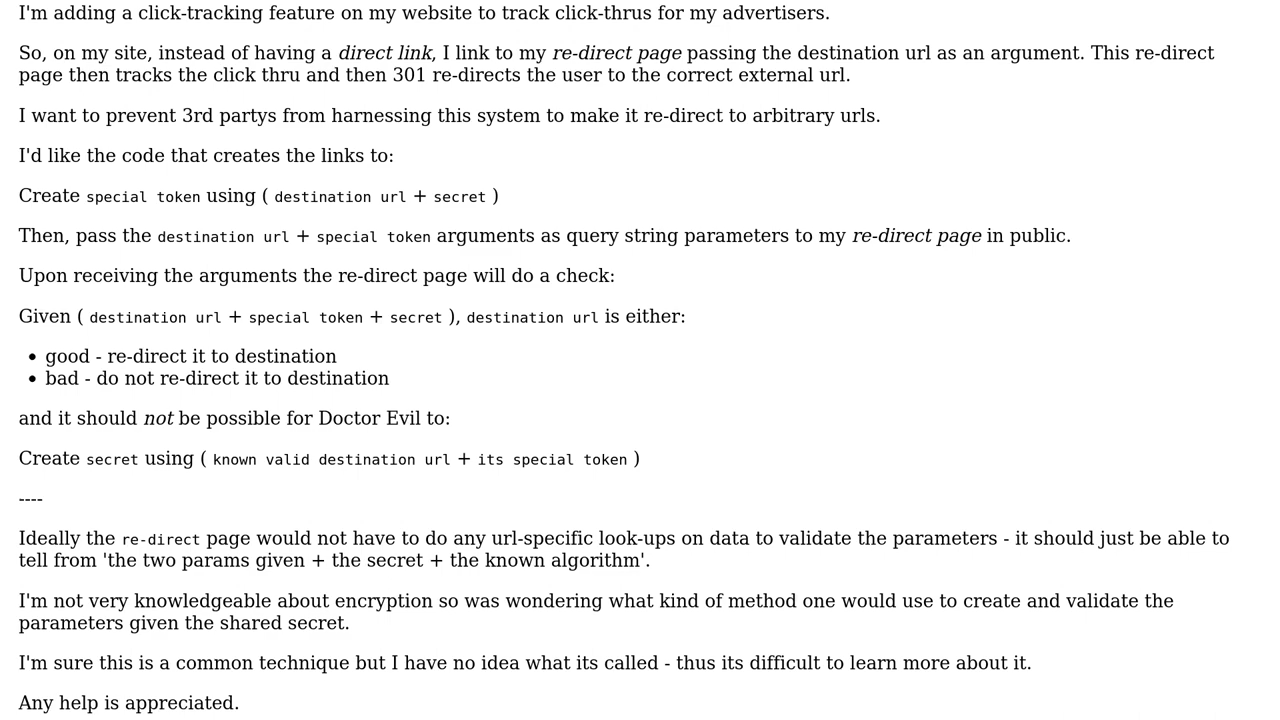 I'm adding a click-tracking feature on my website to track click-thrus for my advertisers.
So, on my site, instead of having a direct link, I link to my re-direct page passing the destination url as an argument. This re-direct
page then tracks the click thru and then 301 re-directs the user to the correct external url.
I want to prevent 3rd partys from harnessing this system to make it re-direct to arbitrary urls.
I'd like the code that creates the links to:
Create special token using ( destination url + secret )
Then, pass the destination url + special token arguments as query string parameters to my re-direct page in public.
Upon receiving the arguments the re-direct page will do a check:
Given ( destination url + special token + secret ), destination url is either:
• good - re-direct it to destination
• bad - do not re-direct it to destination
and it should not be possible for Doctor Evil to:
Create secret using ( known valid destination url + its special token )
----
Ideally the re-direct page would not have to do any url-specific look-ups on data to validate the parameters - it should just be able to
tell from 'the two params given + the secret + the known algorithm'.
I'm not very knowledgeable about encryption so was wondering what kind of method one would use to create and validate the
parameters given the shared secret.
I'm sure this is a common technique but I have no idea what its called - thus its difficult to learn more about it.
Any help is appreciated.